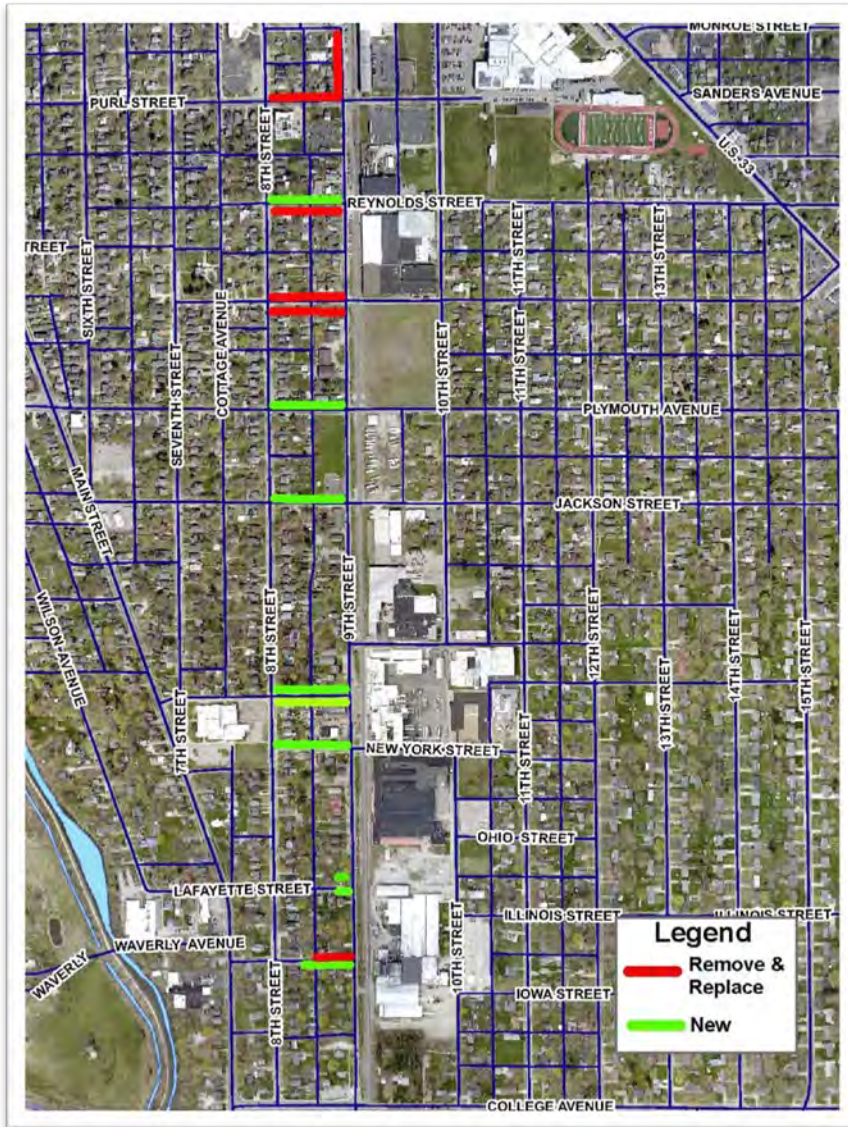 MONROE STREET
SANDERS AVENUE
PURL STREET
U.S.-33
8TH STREET
REYNOLDS STREET
TREET
SIXTH STREET
11TH STREET
13TH STREET
SEVENTH STREET
COTTAGE AVENUE
10TH STREET
11TH STREET
PLYMOUTH AVENUE
MAIN STREET
JACKSON STREET
WILSON AVENUE
8TH STREET
9TH STREET
12TH STREET
14TH STREET
15TH STREET
7TH STREET
13TH STREET
NEW YORK STREET
11TH STREET
OHIO STREET
LAFAYETTE STREET
10TH STREET
ILLINOIS STREET
ILLINOIS STREET
WAVERLY AVENUE
WAVERLY
8TH STREET
IOWA STREET
Legend
Remove &
Replace
New
COLLEGE AVENUE